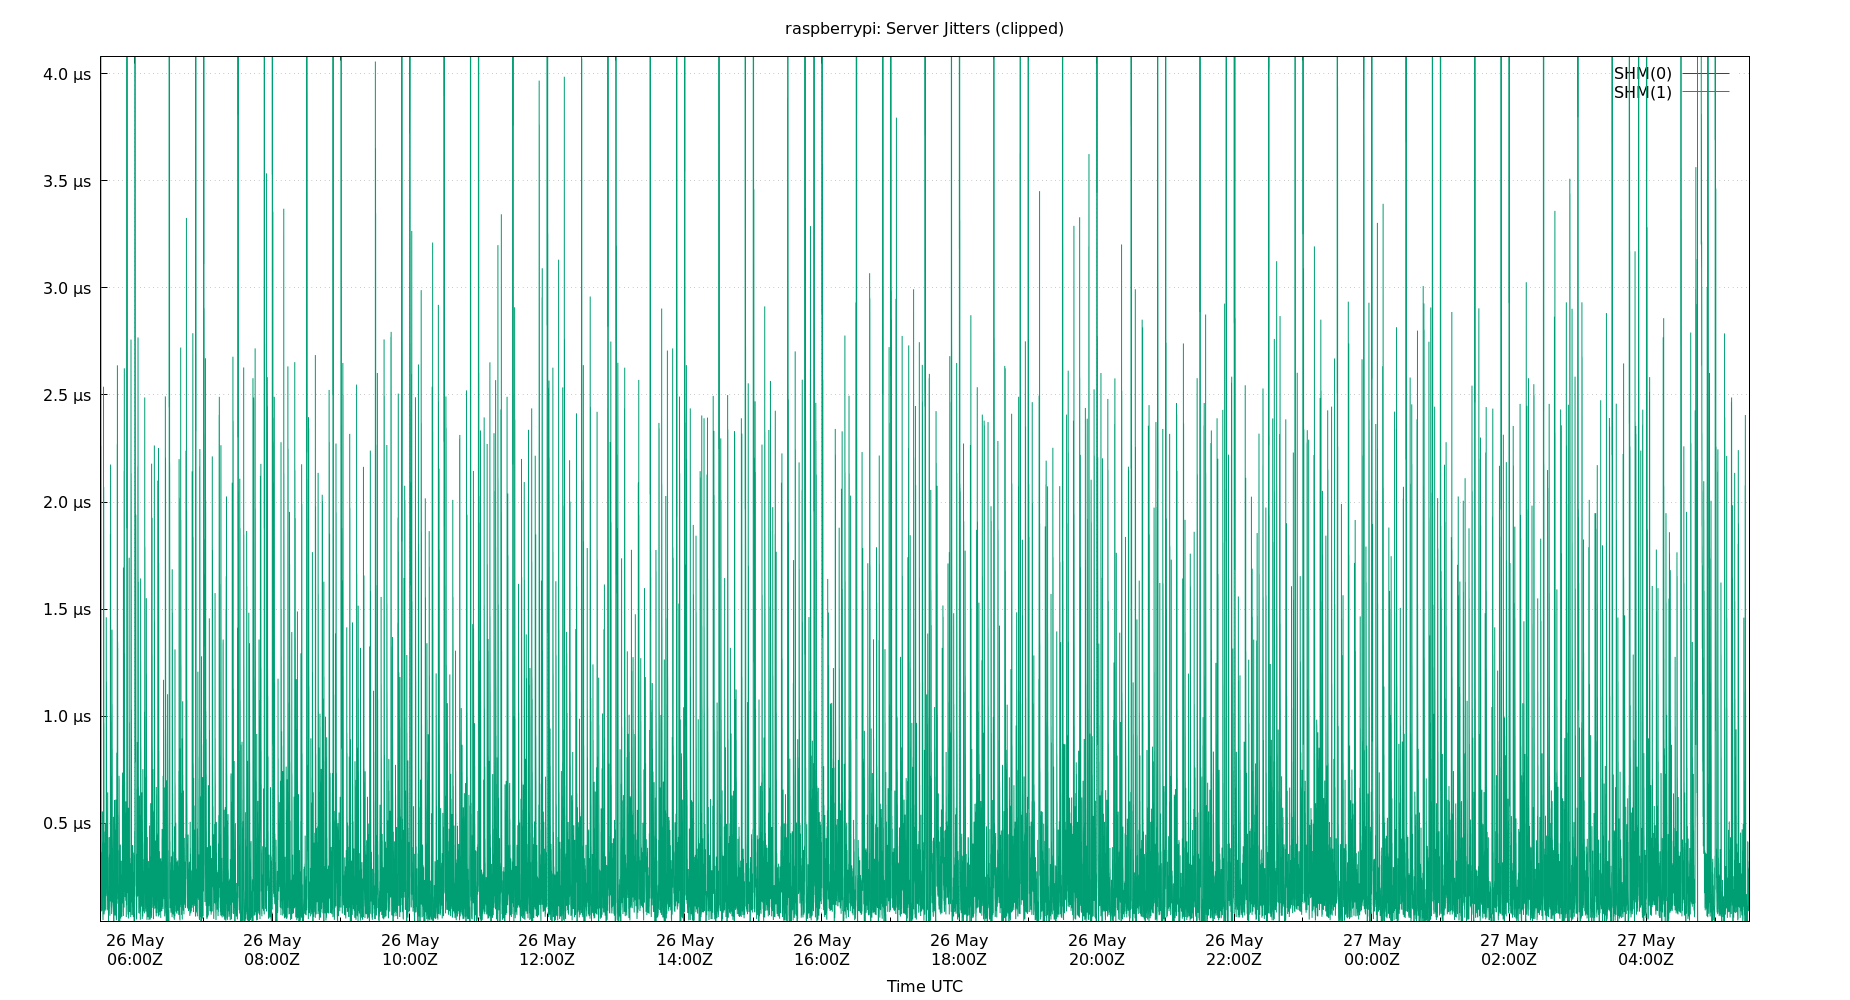 raspberrypi: Server Jitters (clipped)
4.0 µs
SHM(0)
SHM(1)
3.5 µs
3.0 µs
2.5 µs
2.0 µs
1.5 µs
1.0 µs
0.5 µs
26 May 26 May 26 May 26 May 26 May 26 May 26 May 26 May 26 May 27 May 27 May 27 May
06:00Z 08:00Z 10:00Z 12:00Z 14:00Z 16:00Z 18:00Z 20:00Z 22:00Z 00:00Z 02:00Z 04:00Z
Time UTC